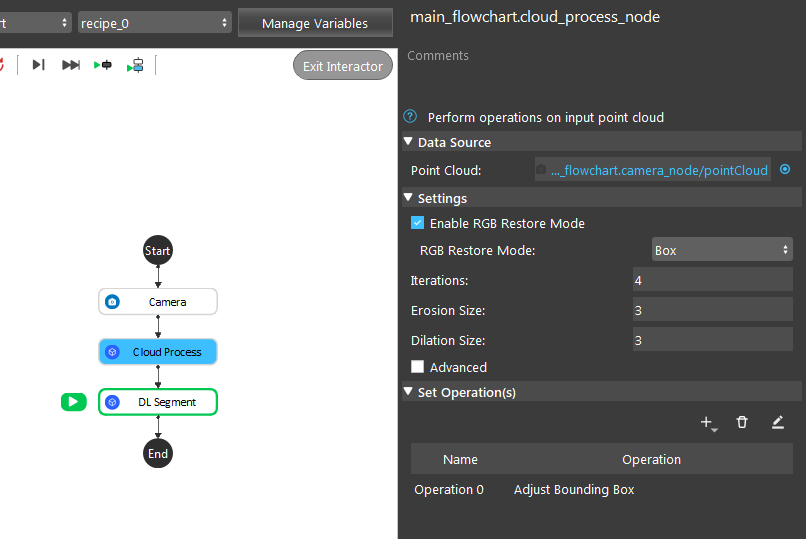 rt recipe_0 Manage Variables
Exit Interactor
Start
Camera
Cloud Process
DL Segment
End
main_flowchart.cloud_process_node
Comments
? Perform operations on input point cloud
Data Source
Point Cloud: ..._flowchart.camera_node/pointCloud
Settings
Enable RGB Restore Mode
RGB Restore Mode: Box
Iterations: 4
Erosion Size: 3
Dilation Size: 3
Advanced
Set Operation(s)
Name Operation
Operation 0 Adjust Bounding Box